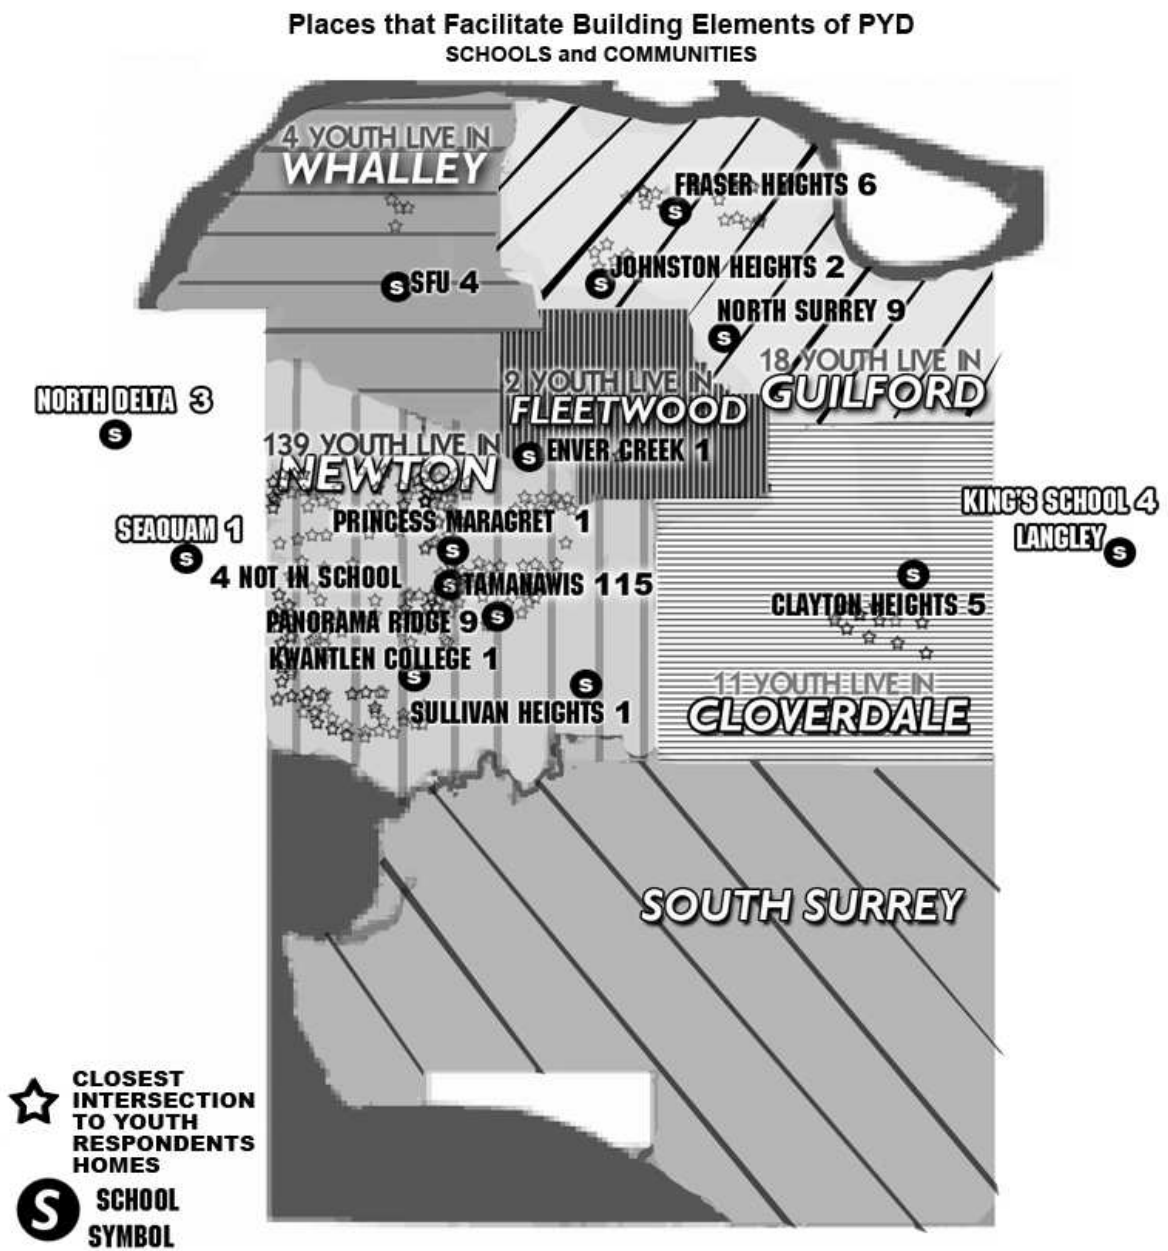 Places that Facilitate Building Elements of PYD
SCHOOLS and COMMUNITIES
4 YOUTH LIVE IN
WHALLEY
FRASER HEIGHTS 6
S
JOHNSTON HEIGHTS 2
S
S SFU 4
NORTH SURREY 9
S
18 YOUTH LIVE IN
GUILFORD
2 YOUTH LIVE IN
FLEETWOOD
S ENVER CREEK 1
NORTH DELTA 3
S
139 YOUTH LIVE IN
NEWTON
KING'S SCHOOL 4
LANGLEY S
SEAQUAM 1
S
PRINCESS MARAGRET 1
S
4 NOT IN SCHOOL
S TAMANAWIS 115
PANORAMA RIDGE 9 S
KWANTLEN COLLEGE 1
S
S
SULLIVAN HEIGHTS 1
S
CLAYTON HEIGHTS 5
11 YOUTH LIVE IN
CLOVERDALE
SOUTH SURREY
CLOSEST
INTERSECTION
TO YOUTH
RESPONDENTS
HOMES
S SCHOOL
SYMBOL